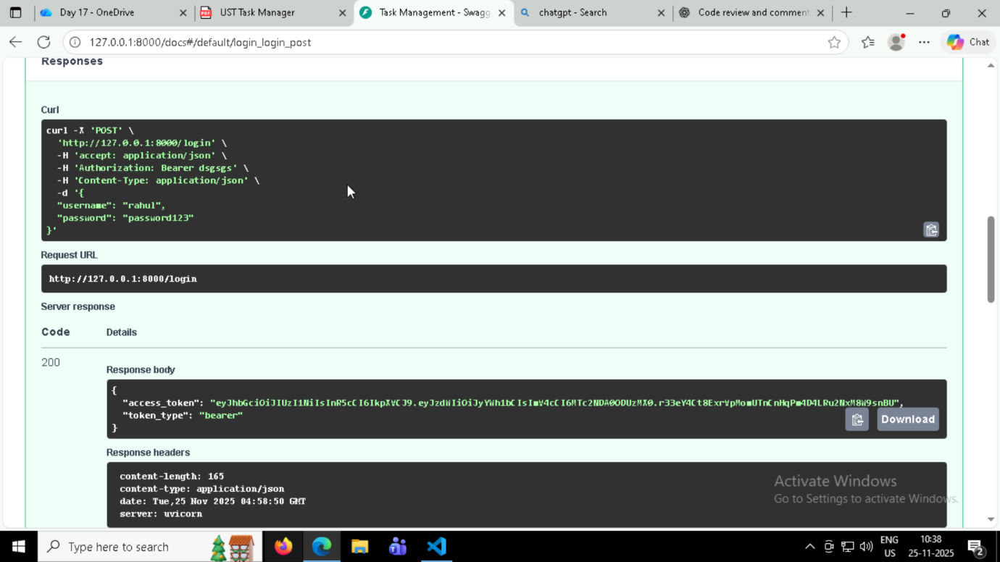 Day 17 - OneDrive
UST Task Manager
Task Management - Swagg
chatgpt - Search
Code review and comment
127.0.0.1:8000/docs#/default/login_login_post
Chat
Responses
Curl
curl -X 'POST' \
'http://127.0.0.1:8000/login' \
-H 'accept: application/json' \
-H 'Authorization: Bearer dsgsgs' \
-H 'Content-Type: application/json' \
-d '{
"username": "rahul",
"password": "password123"
}'
Request URL
http://127.0.0.1:8000/login
Server response
Code Details
200
Response body
{
"access_token": "eyJhbGciOiJIUzI1NiIsInR5cCI6IkpXVCJ9.eyJzdWIiOiJyYWh1bCIsImV4cCI6MTc2NDA0ODUzMX0.r33eY4Ct8ExrVpMomUTnCnHqPm4D4LRu2NxM8W9snBU",
"token_type": "bearer"
}
Download
Response headers
content-length: 165
content-type: application/json
date: Tue,25 Nov 2025 04:58:50 GMT
server: uvicorn
Activate Windows
Go to Settings to activate Windows.
Type here to search
ENG
US
10:38
25-11-2025
2